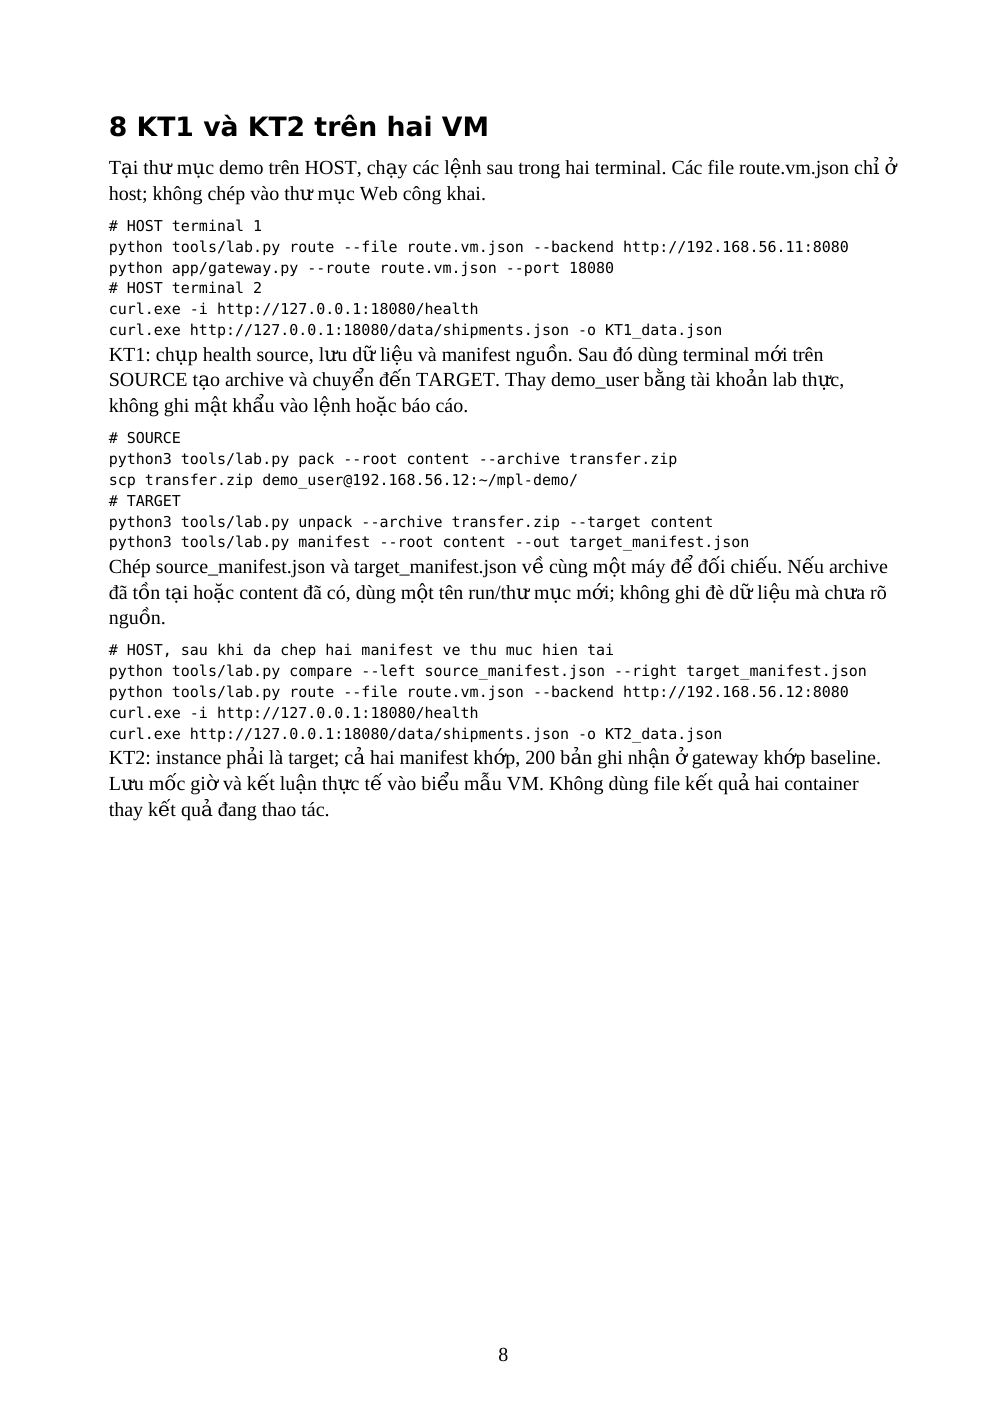 8 KT1 và KT2 trên hai VM
Tại thư mục demo trên HOST, chạy các lệnh sau trong hai terminal. Các file route.vm.json chỉ ở
host; không chép vào thư mục Web công khai.
# HOST terminal 1
python tools/lab.py route --file route.vm.json --backend http://192.168.56.11:8080
python app/gateway.py --route route.vm.json --port 18080
# HOST terminal 2
curl.exe -i http://127.0.0.1:18080/health
curl.exe http://127.0.0.1:18080/data/shipments.json -o KT1_data.json
KT1: chụp health source, lưu dữ liệu và manifest nguồn. Sau đó dùng terminal mới trên
SOURCE tạo archive và chuyển đến TARGET. Thay demo_user bằng tài khoản lab thực,
không ghi mật khẩu vào lệnh hoặc báo cáo.
# SOURCE
python3 tools/lab.py pack --root content --archive transfer.zip
scp transfer.zip demo_user@192.168.56.12:~/mpl-demo/
# TARGET
python3 tools/lab.py unpack --archive transfer.zip --target content
python3 tools/lab.py manifest --root content --out target_manifest.json
Chép source_manifest.json và target_manifest.json về cùng một máy để đối chiếu. Nếu archive
đã tồn tại hoặc content đã có, dùng một tên run/thư mục mới; không ghi đè dữ liệu mà chưa rõ
nguồn.
# HOST, sau khi da chep hai manifest ve thu muc hien tai
python tools/lab.py compare --left source_manifest.json --right target_manifest.json
python tools/lab.py route --file route.vm.json --backend http://192.168.56.12:8080
curl.exe -i http://127.0.0.1:18080/health
curl.exe http://127.0.0.1:18080/data/shipments.json -o KT2_data.json
KT2: instance phải là target; cả hai manifest khớp, 200 bản ghi nhận ở gateway khớp baseline.
Lưu mốc giờ và kết luận thực tế vào biểu mẫu VM. Không dùng file kết quả hai container
thay kết quả đang thao tác.
8